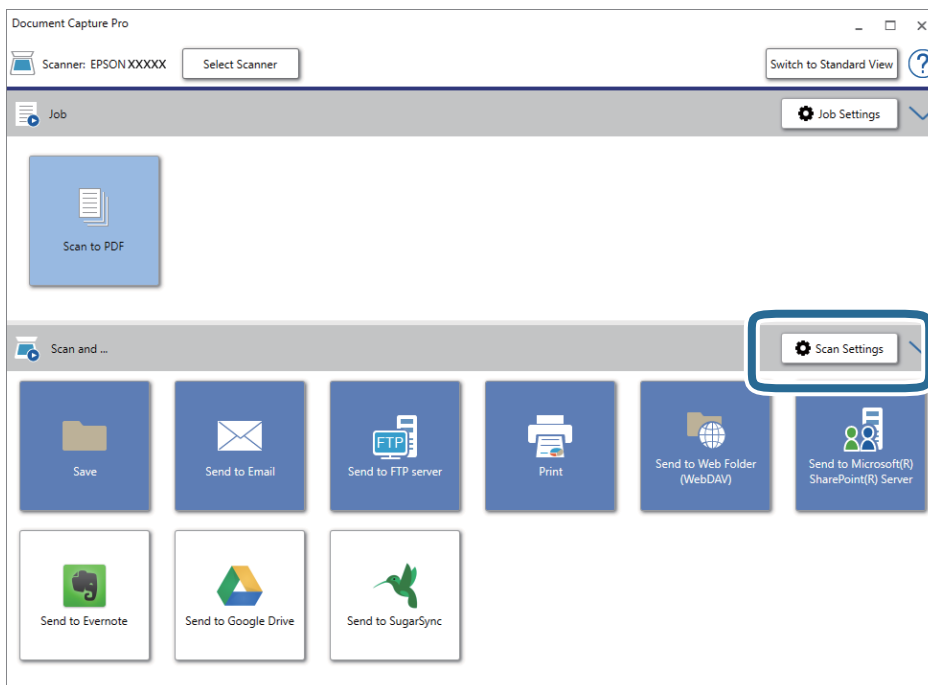 Document Capture Pro
Scanner: EPSON XXXXX
Select Scanner
Switch to Standard View
?
Job
Job Settings
Scan to PDF
Scan and ...
Scan Settings
Save
Send to Email
FTP
Send to FTP server
Print
Send to Web Folder
(WebDAV)
Send to Microsoft(R)
SharePoint(R) Server
Send to Evernote
Send to Google Drive
Send to SugarSync